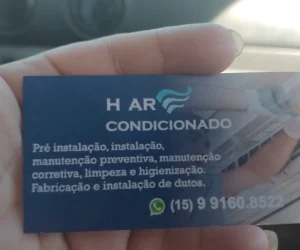 H AR
CONDICIONADO
Pré instalação, instalação,
manutenção preventiva, manutenção
corretiva, limpeza e higienização.
Fabricação e instalação de dutos.
(15) 9 9160.8522